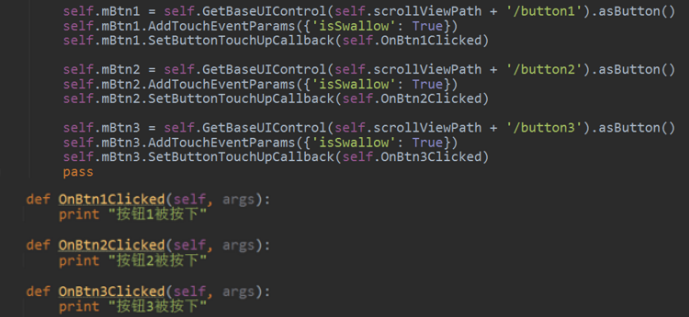 self.mBtn1 = self.GetBaseUIControl(self.scrollViewPath + '/button1').asButton()
self.mBtn1.AddTouchEventParams({'isSwallow': True})
self.mBtn1.SetButtonTouchUpCallback(self.OnBtn1Clicked)
self.mBtn2 = self.GetBaseUIControl(self.scrollViewPath + '/button2').asButton()
self.mBtn2.AddTouchEventParams({'isSwallow': True})
self.mBtn2.SetButtonTouchUpCallback(self.OnBtn2Clicked)
self.mBtn3 = self.GetBaseUIControl(self.scrollViewPath + '/button3').asButton()
self.mBtn3.AddTouchEventParams({'isSwallow': True})
self.mBtn3.SetButtonTouchUpCallback(self.OnBtn3Clicked)
pass
def OnBtn1Clicked(self, args):
print "按钮1被按下"
def OnBtn2Clicked(self, args):
print "按钮2被按下"
def OnBtn3Clicked(self, args):
print "按钮3被按下"